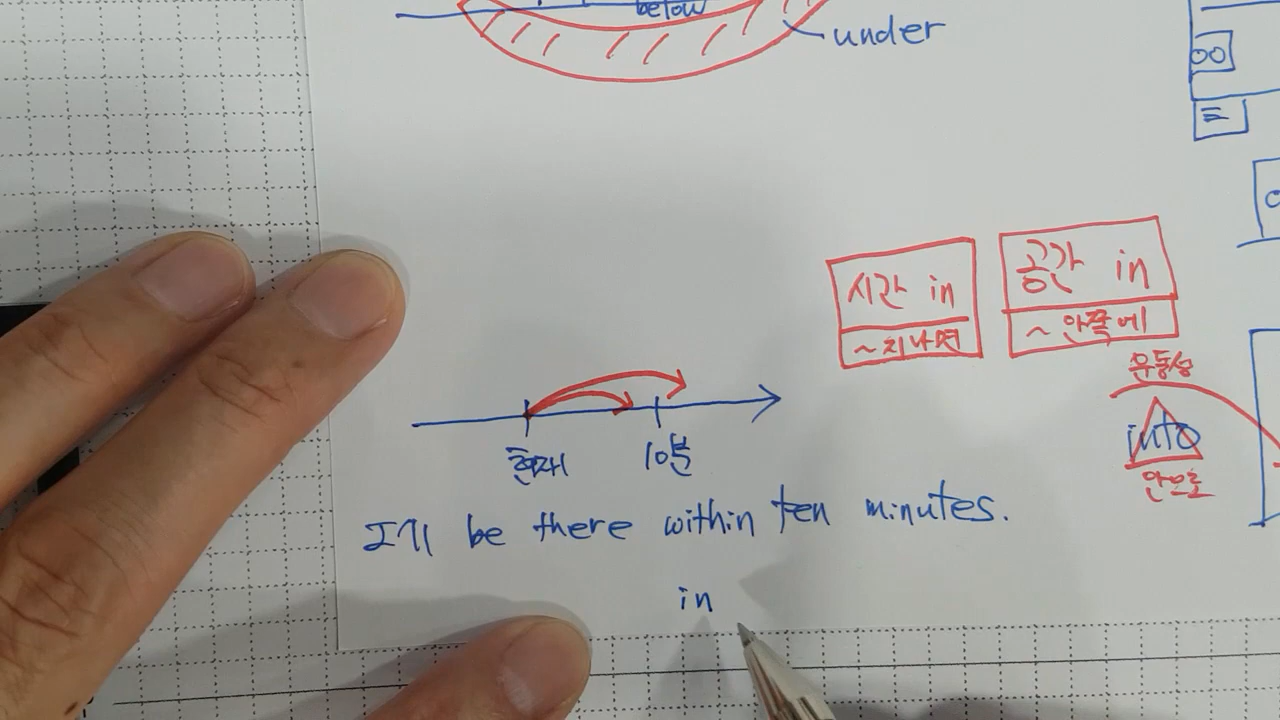 below
under
시간 in
~지나면
공간 in
~안쪽에
운동성
into
안으로
현재
10분
I'll be there within ten minutes.
in